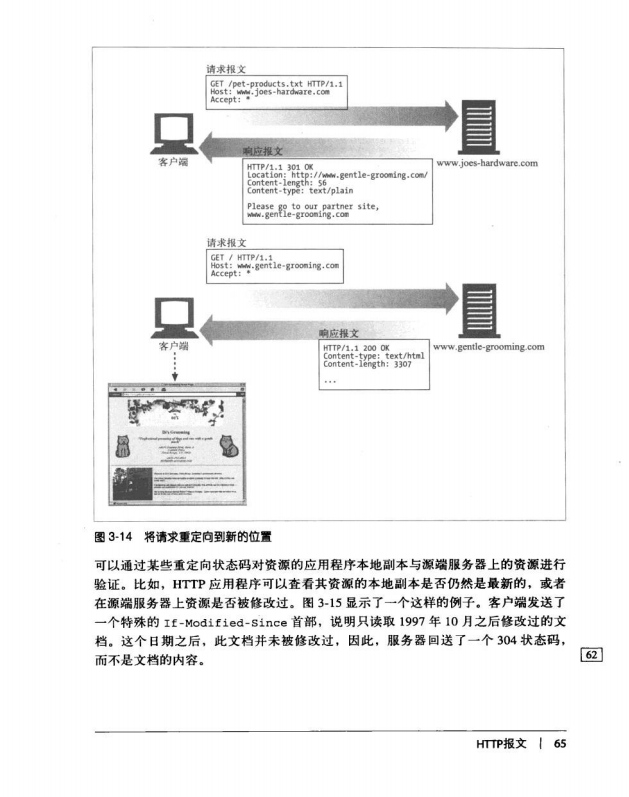 请求报文
GET /pet-products.txt HTTP/1.1
Host: www.joes-hardware.com
Accept: *
客户端
www.joes-hardware.com
响应报文
HTTP/1.1 301 OK
Location: http://www.gentle-grooming.com/
Content-length: 56
Content-type: text/plain
Please go to our partner site,
www.gentle-grooming.com
请求报文
GET / HTTP/1.1
Host: www.gentle-grooming.com
Accept: *
客户端
www.gentle-grooming.com
响应报文
HTTP/1.1 200 OK
Content-type: text/html
Content-length: 3307
...
图 3-14 将请求重定向到新的位置
可以通过某些重定向状态码对资源的应用程序本地副本与源端服务器上的资源进行
验证。比如，HTTP 应用程序可以查看其资源的本地副本是否仍然是最新的，或者
在源端服务器上资源是否被修改过。图 3-15 显示了一个这样的例子。客户端发送了
一个特殊的 If-Modified-Since 首部，说明只读取 1997 年 10 月之后修改过的文
档。这个日期之后，此文档并未被修改过，因此，服务器回送了一个 304 状态码，
而不是文档的内容。
62
HTTP报文 | 65